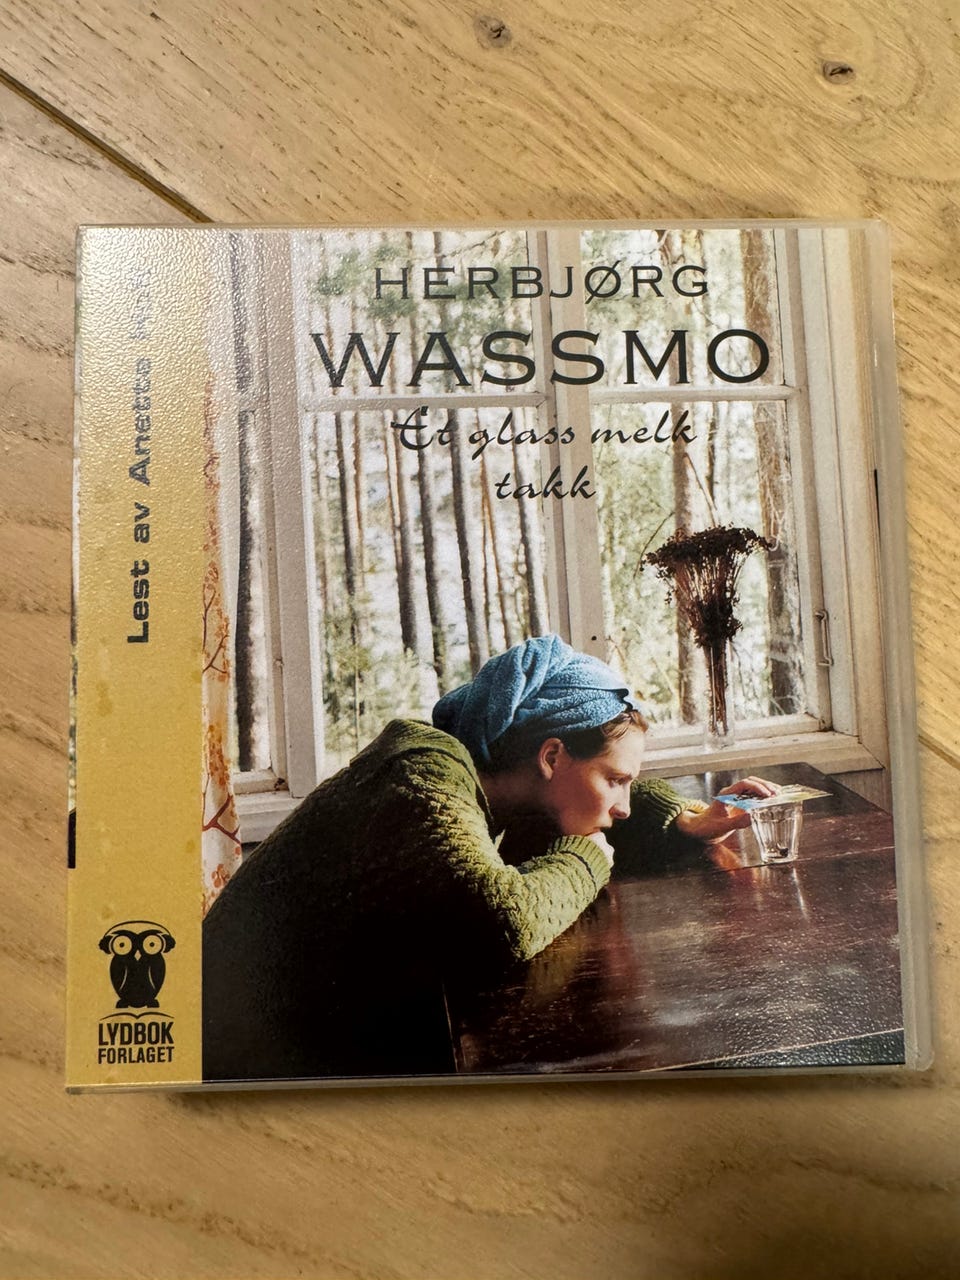 HERBJØRG
WASSMO
Et glass melk
takk
Lest av Anette
LYDBOK
FORLAGET